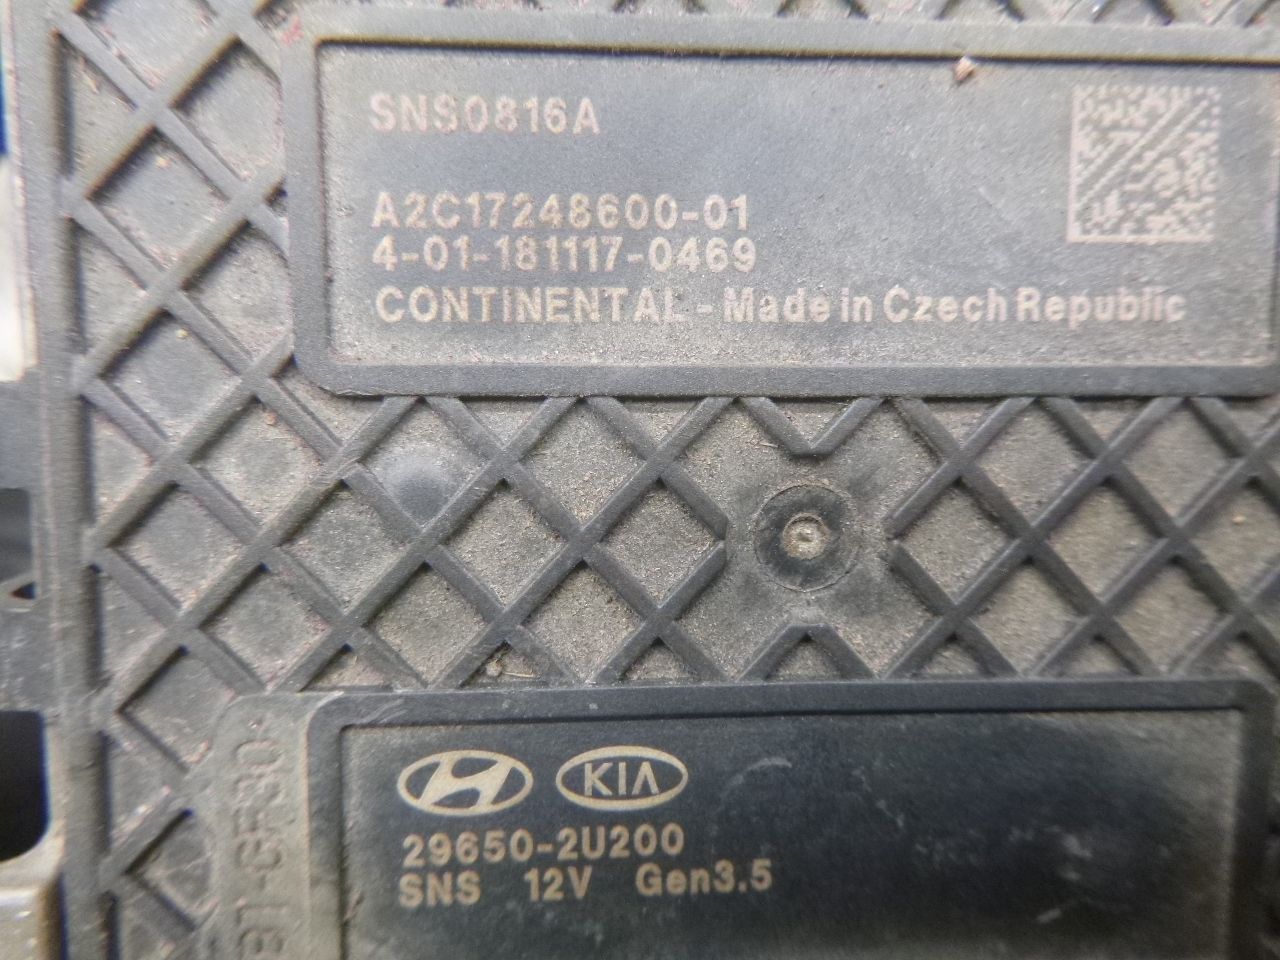 SNS0816A
A2C17248600-01
4-01-181117-0469
CONTINENTAL - Made in Czech Republic
KIA
29650-2U200
SNS 12V Gen3.5